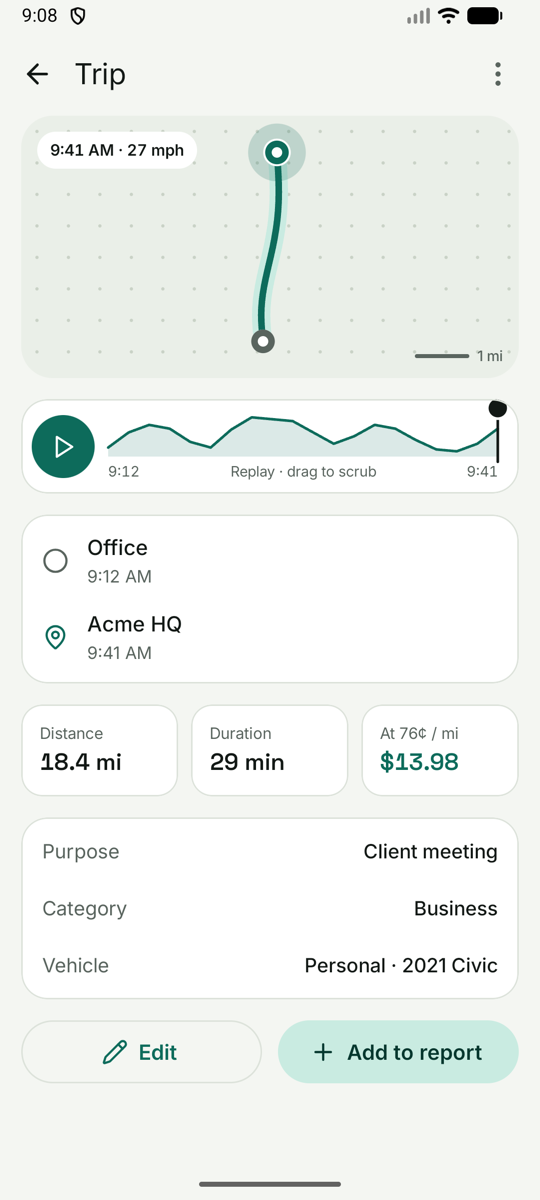 9:08
Trip
9:41 AM · 27 mph
1 mi
9:12
Replay · drag to scrub
9:41
Office
9:12 AM
Acme HQ
9:41 AM
Distance
18.4 mi
Duration
29 min
At 76¢ / mi
$13.98
Purpose
Client meeting
Category
Business
Vehicle
Personal · 2021 Civic
Edit
Add to report